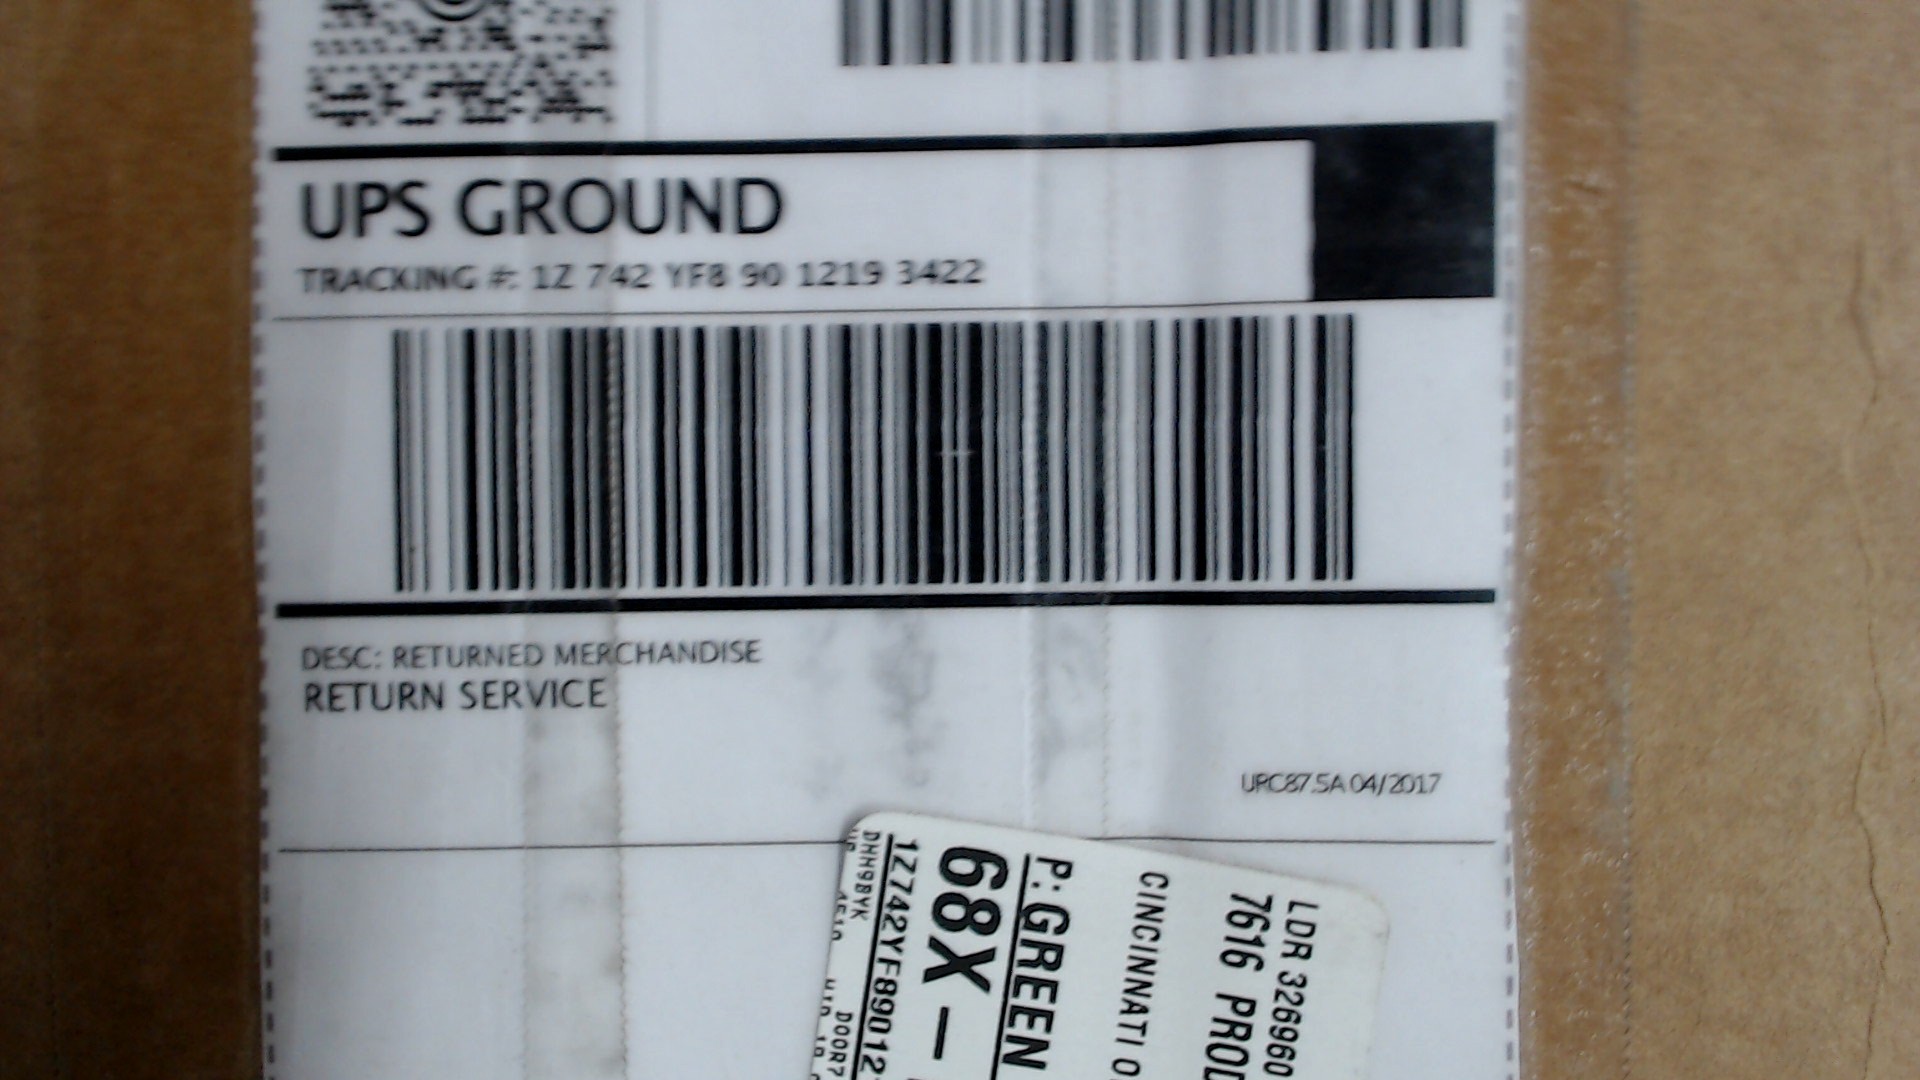 UPS GROUND
TRACKING #: 1Z 742 YF8 90 1219 3422
DESC: RETURNED MERCHANDISE
RETURN SERVICE
URC87.5A 04/2017
LDR 326960
7616 PROD
CINCINNATI O
P: GREEN
68X –
1Z742YF89012
DHH9BYK
DOOR7